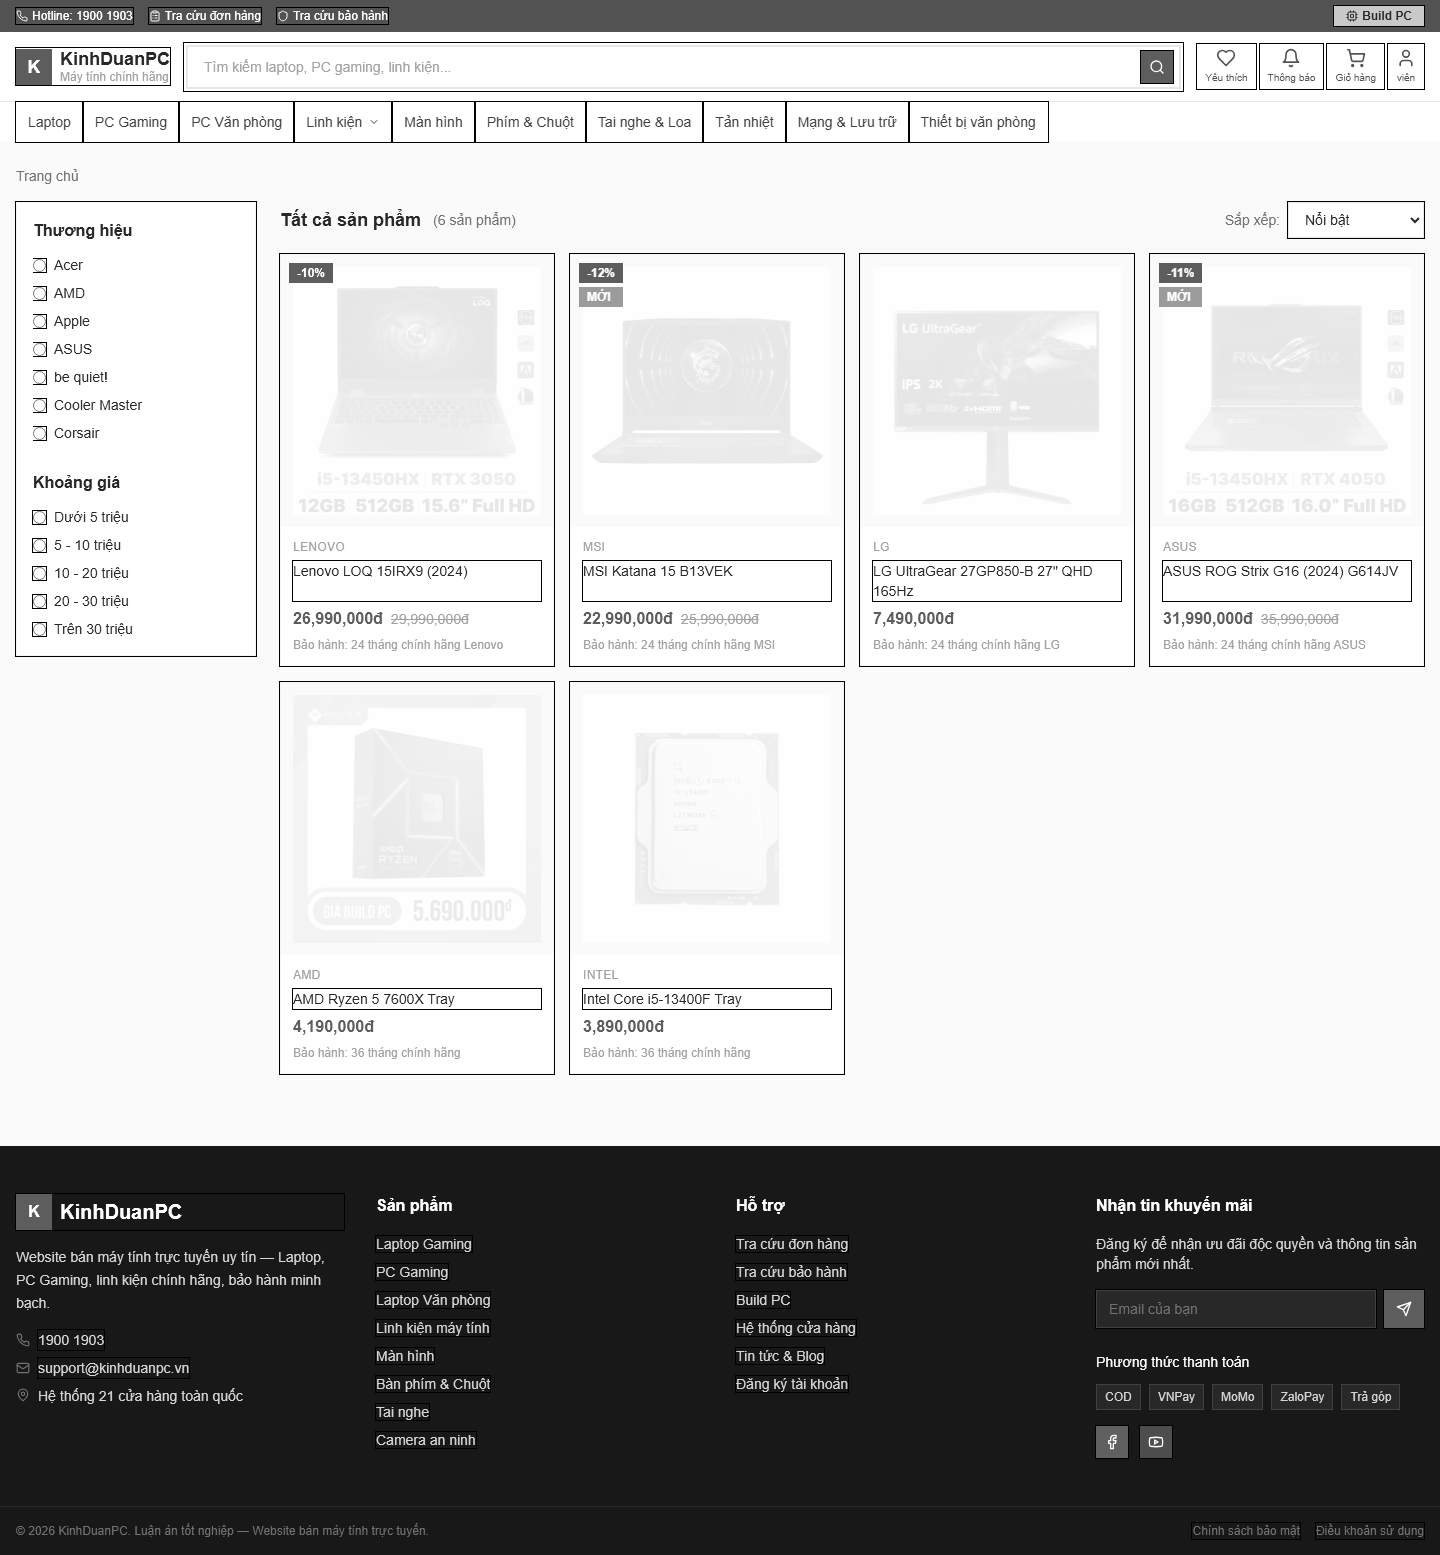 Hotline: 1900 1903 Tra cứu đơn hàng Tra cứu bảo hành Build PC
K KinhDuanPC
Máy tính chính hãng
Tìm kiếm laptop, PC gaming, linh kiện...
Yêu thích Thông báo Giỏ hàng viên
Laptop PC Gaming PC Văn phòng Linh kiện Màn hình Phím & Chuột Tai nghe & Loa Tản nhiệt Mạng & Lưu trữ Thiết bị văn phòng
Trang chủ
Thương hiệu
Acer
AMD
Apple
ASUS
be quiet!
Cooler Master
Corsair
Khoảng giá
Dưới 5 triệu
5 - 10 triệu
10 - 20 triệu
20 - 30 triệu
Trên 30 triệu
Tất cả sản phẩm (6 sản phẩm)
Sắp xếp: Nổi bật
-10%
LOQ
i5-13450HX RTX 3050
12GB 512GB 15.6" Full HD
LENOVO
Lenovo LOQ 15IRX9 (2024)
26,990,000đ 29,990,000đ
Bảo hành: 24 tháng chính hãng Lenovo
-12%
MỚI
MSI
MSI Katana 15 B13VEK
22,990,000đ 25,990,000đ
Bảo hành: 24 tháng chính hãng MSI
LG UltraGear™
IPS 2K
HDMI
LG
LG UltraGear 27GP850-B 27" QHD
165Hz
7,490,000đ
Bảo hành: 24 tháng chính hãng LG
-11%
MỚI
i5-13450HX RTX 4050
16GB 512GB 16.0" Full HD
ASUS
ASUS ROG Strix G16 (2024) G614JV
31,990,000đ 35,990,000đ
Bảo hành: 24 tháng chính hãng ASUS
AMD
RYZEN
GIÁ BUILD PC 5.690.000đ
AMD
AMD Ryzen 5 7600X Tray
4,190,000đ
Bảo hành: 36 tháng chính hãng
INTEL
Intel Core i5-13400F Tray
3,890,000đ
Bảo hành: 36 tháng chính hãng
K KinhDuanPC
Website bán máy tính trực tuyến uy tín — Laptop,
PC Gaming, linh kiện chính hãng, bảo hành minh
bạch.
1900 1903
support@kinhduanpc.vn
Hệ thống 21 cửa hàng toàn quốc
Sản phẩm
Laptop Gaming
PC Gaming
Laptop Văn phòng
Linh kiện máy tính
Màn hình
Bàn phím & Chuột
Tai nghe
Camera an ninh
Hỗ trợ
Tra cứu đơn hàng
Tra cứu bảo hành
Build PC
Hệ thống cửa hàng
Tin tức & Blog
Đăng ký tài khoản
Nhận tin khuyến mãi
Đăng ký để nhận ưu đãi độc quyền và thông tin sản
phẩm mới nhất.
Email của bạn
Phương thức thanh toán
COD VNPay MoMo ZaloPay Trả góp
© 2026 KinhDuanPC. Luận án tốt nghiệp — Website bán máy tính trực tuyến.
Chính sách bảo mật Điều khoản sử dụng